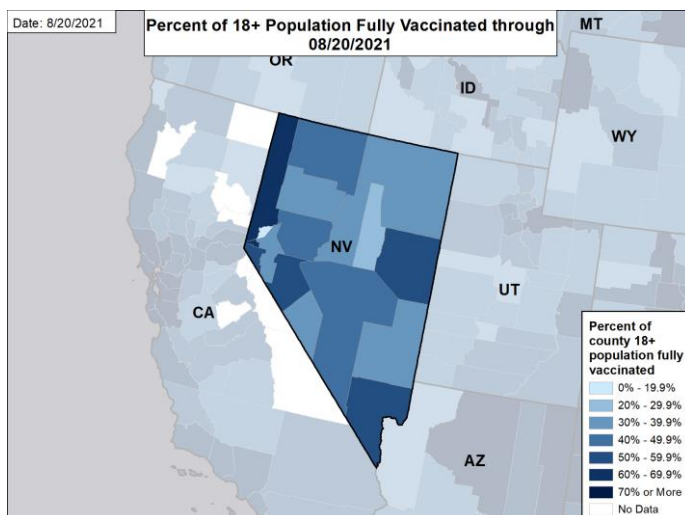 Date: 8/20/2021
Percent of 18+ Population Fully Vaccinated through
08/20/2021
MT
OR
ID
WY
NV
UT
CA
AZ
Percent of
county 18+
population fully
vaccinated
0% - 19.9%
20% - 29.9%
30% - 39.9%
40% - 49.9%
50% - 59.9%
60% - 69.9%
70% or More
No Data